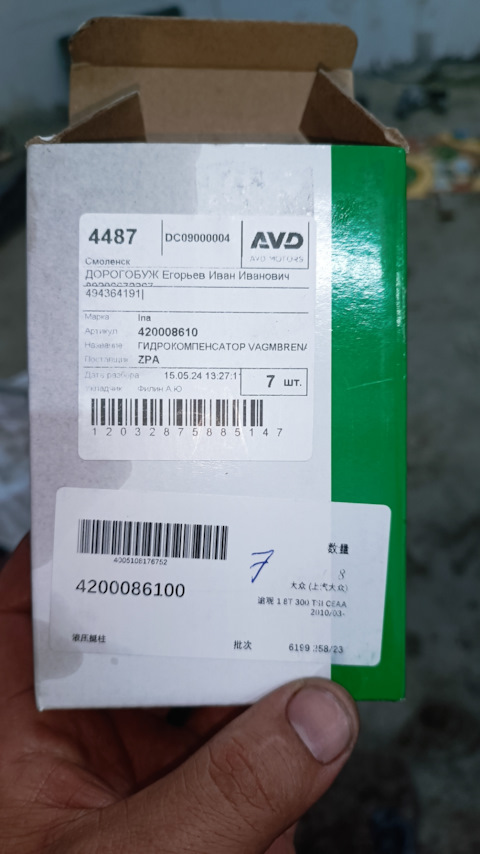 4487
DC09000004
AVD
AVD MOTORS
Смоленск
ДОРОГОБУЖ Егорьев Иван Иванович
494364191|
Марка Ina
Артикул 420008610
Название ГИДРОКОМПЕНСАТОР VAGMBRENA
Поставщик ZPA
Дата разбора 15.05.24 13:27:1
7 шт.
кладчик Филин А.Ю
1203287588514 7
4005108176752
7
数量
8
4200086100
大众 (上汽大众)
途观 1.8T 300 TSI CEAA
2010/03-
液压挺柱
批次
6199 358/23